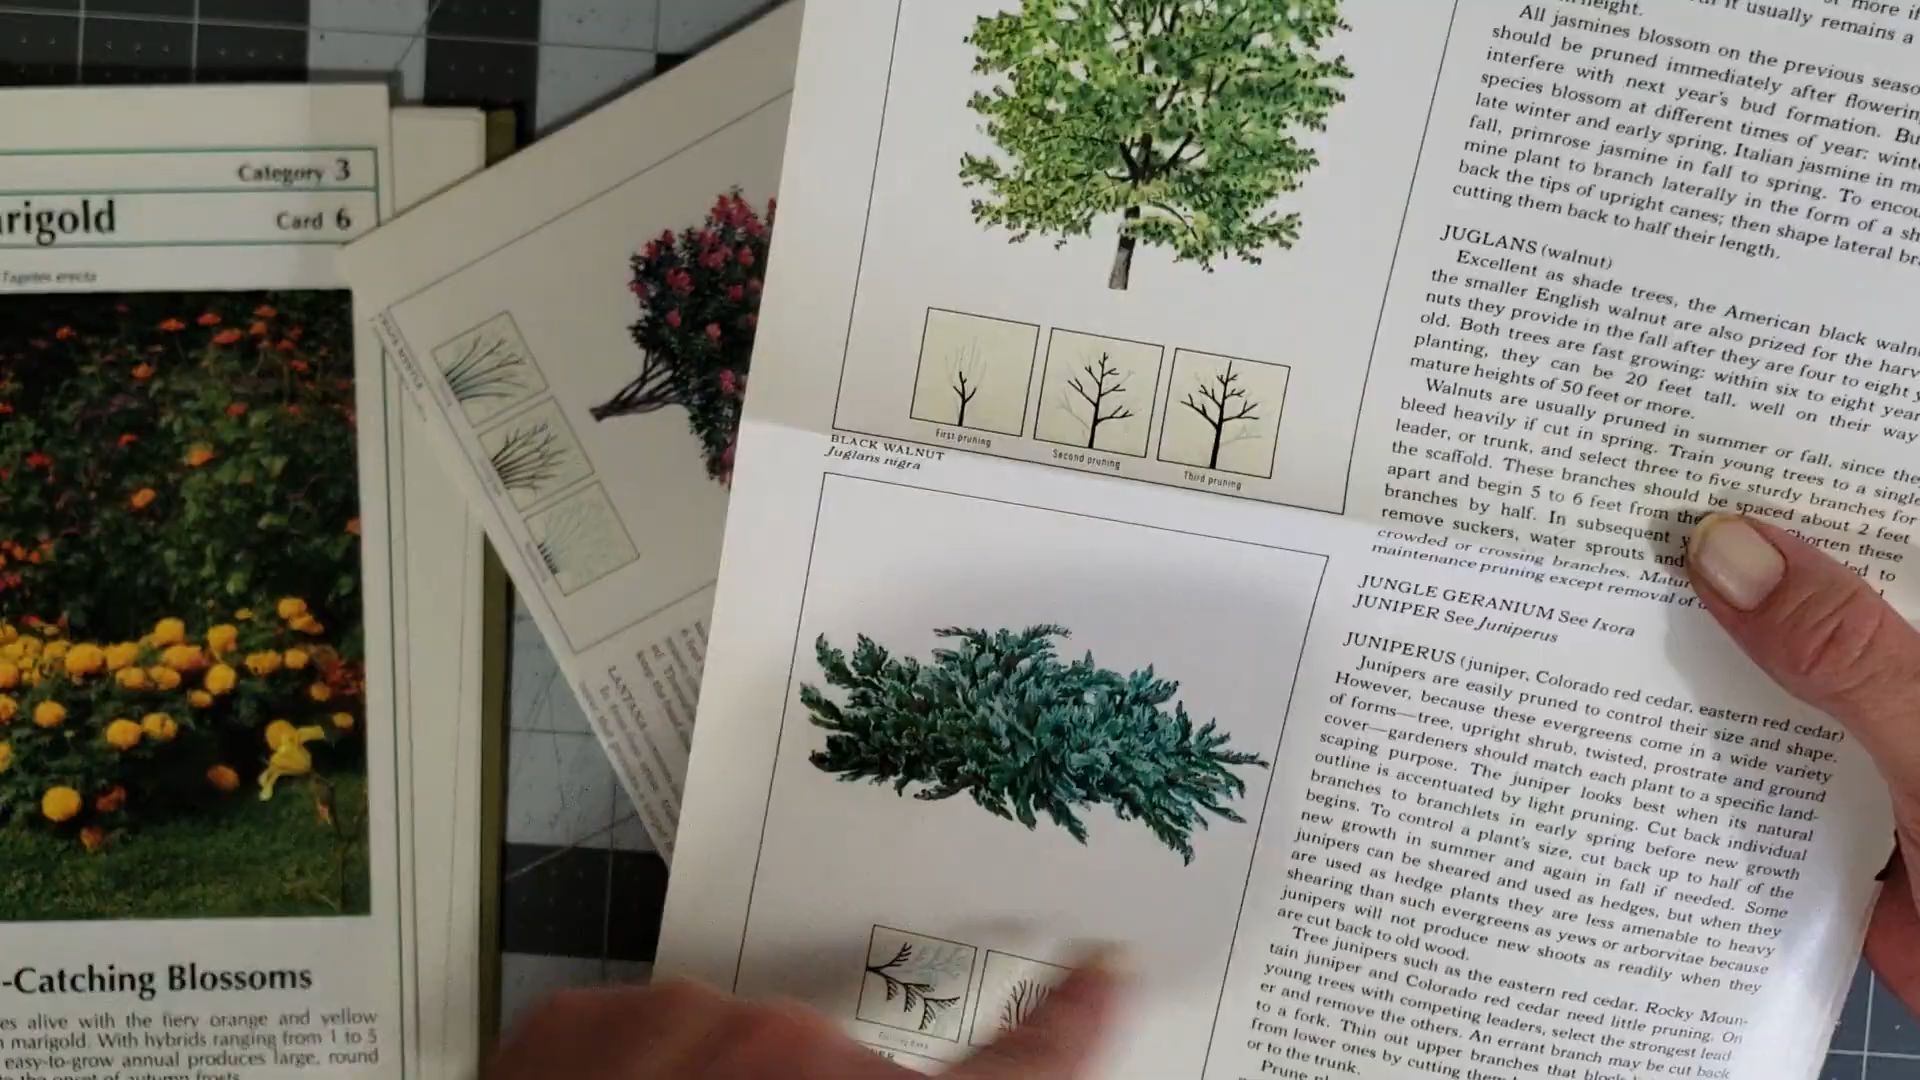 Category 3
arigold
Card 6
Tagetes erecta
-Catching Blossoms
es alive with the fiery orange and yellow
marigold. With hybrids ranging from 1 to 5
easy-to-grow annual produces large, round
to the onset of autumn frosts.
LANTANA
First pruning
Second pruning
Third pruning
BLACK WALNUT
Juglans nigra
or more if
height.
it usually remains a
All jasmines blossom on the previous seaso
should be pruned immediately after flowerin
interfere with next year's bud formation. Bu
species blossom at different times of year: wint
late winter and early spring, Italian jasmine in
fall, primrose jasmine in fall to spring. To encou
mine plant to branch laterally in the form of a sh
back the tips of upright canes; then shape lateral br
cutting them back to half their length.
JUGLANS (walnut)
Excellent as shade trees, the American black waln
the smaller English walnut are also prized for the harv
nuts they provide in the fall after they are four to eight y
old. Both trees are fast growing; within six to eight year
planting, they can be 20 feet tall, well on their way
mature heights of 50 feet or more.
Walnuts are usually pruned in summer or fall, since the
bleed heavily if cut in spring. Train young trees to a single
leader, or trunk, and select three to five sturdy branches for
the scaffold. These branches should be spaced about 2 feet
apart and begin 5 to 6 feet from the Shorten these
branches by half. In subsequent ed to
remove suckers, water sprouts and
crowded or crossing branches. Matur
maintenance pruning except removal of
JUNGLE GERANIUM See Ixora
JUNIPER See Juniperus
JUNIPERUS (juniper, Colorado red cedar, eastern red cedar)
Junipers are easily pruned to control their size and shape.
However, because these evergreens come in a wide variety
of forms—tree, upright shrub, twisted, prostrate and ground
cover—gardeners should match each plant to a specific land-
scaping purpose. The juniper looks best when its natural
outline is accentuated by light pruning. Cut back individual
branches to branchlets in early spring before new growth
begins. To control a plant's size, cut back up to half of the
new growth in summer and again in fall if needed. Some
junipers can be sheared and used as hedges, but when they
are used as hedge plants they are less amenable to heavy
shearing than such evergreens as yews or arborvitae because
junipers will not produce new shoots as readily when they
are cut back to old wood.
Tree junipers such as the eastern red cedar, Rocky Moun-
tain juniper and Colorado red cedar need little pruning. On
young trees with competing leaders, select the strongest lead
er and remove the others. An errant branch may be cut back
to a fork. Thin out upper branches that block
from lower ones by cutting them
or to the trunk.